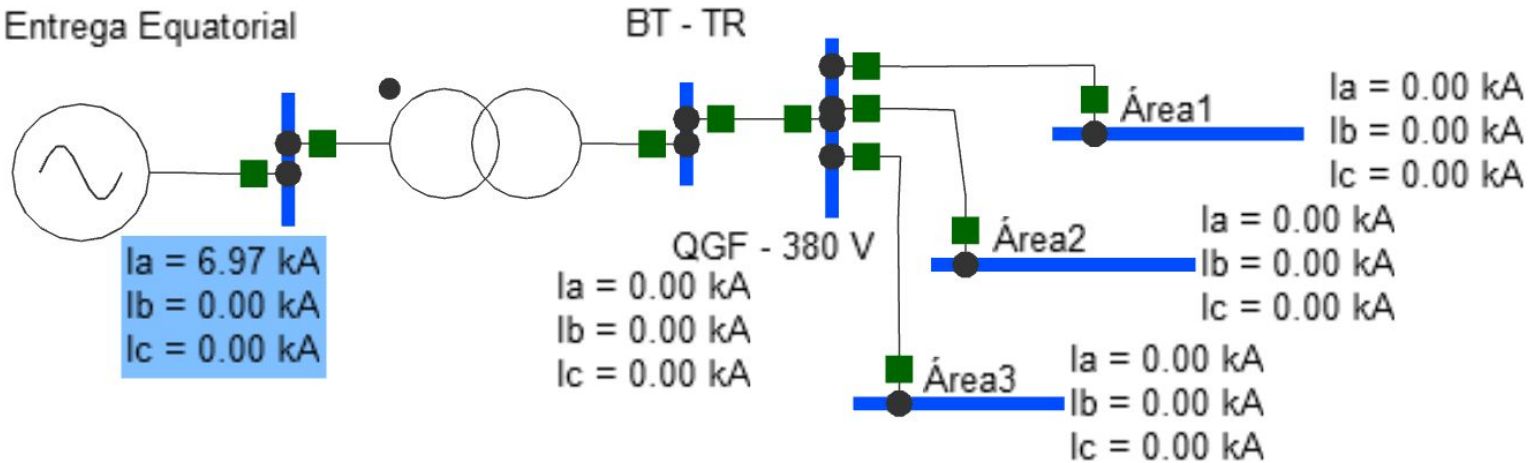 Entrega Equatorial
BT - TR
Ia = 6.97 kA
Ib = 0.00 kA
Ic = 0.00 kA
QGF - 380 V
Ia = 0.00 kA
Ib = 0.00 kA
Ic = 0.00 kA
Área1
Ia = 0.00 kA
Ib = 0.00 kA
Ic = 0.00 kA
Área2
Ia = 0.00 kA
Ib = 0.00 kA
Ic = 0.00 kA
Área3
Ia = 0.00 kA
Ib = 0.00 kA
Ic = 0.00 kA